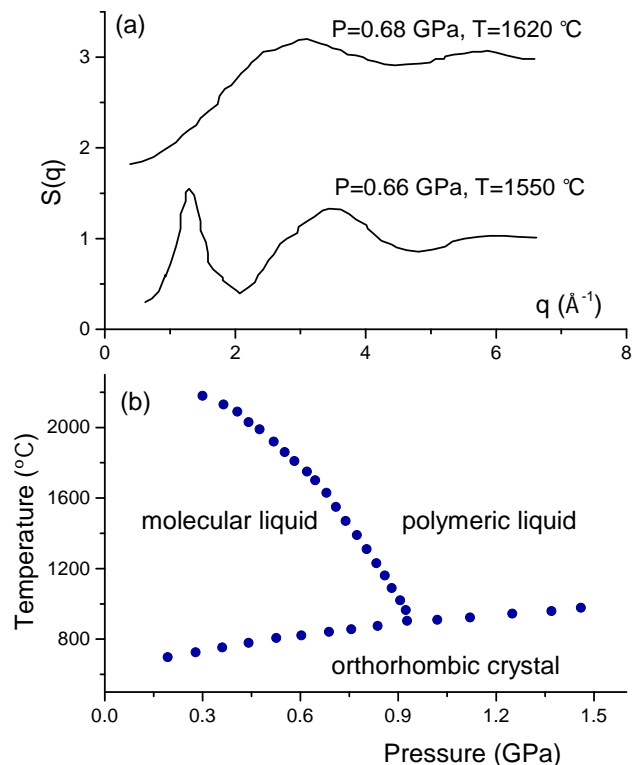 (a)
P=0.68 GPa, T=1620 °C
P=0.66 GPa, T=1550 °C
S(q)
3
2
1
0
q (Å⁻¹)
0 2 4 6 8
(b)
Temperature (°C)
2000
1600
1200
800
molecular liquid polymeric liquid
orthorhombic crystal
0.0 0.3 0.6 0.9 1.2 1.5
Pressure (GPa)